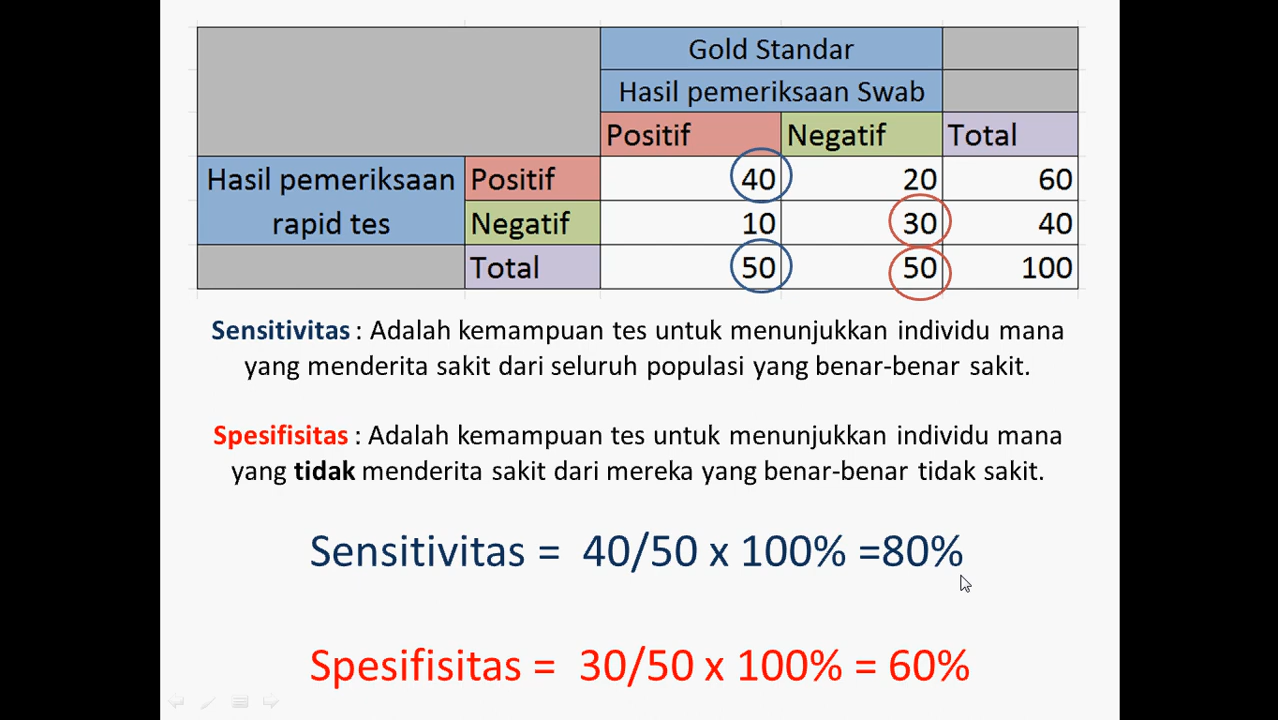 Gold Standar
Hasil pemeriksaan Swab
Positif Negatif Total
Hasil pemeriksaan Positif 40 20 60
rapid tes Negatif 10 30 40
Total 50 50 100
Sensitivitas : Adalah kemampuan tes untuk menunjukkan individu mana
yang menderita sakit dari seluruh populasi yang benar-benar sakit.
Spesifisitas : Adalah kemampuan tes untuk menunjukkan individu mana
yang tidak menderita sakit dari mereka yang benar-benar tidak sakit.
Sensitivitas = 40/50 x 100% =80%
Spesifisitas = 30/50 x 100% = 60%